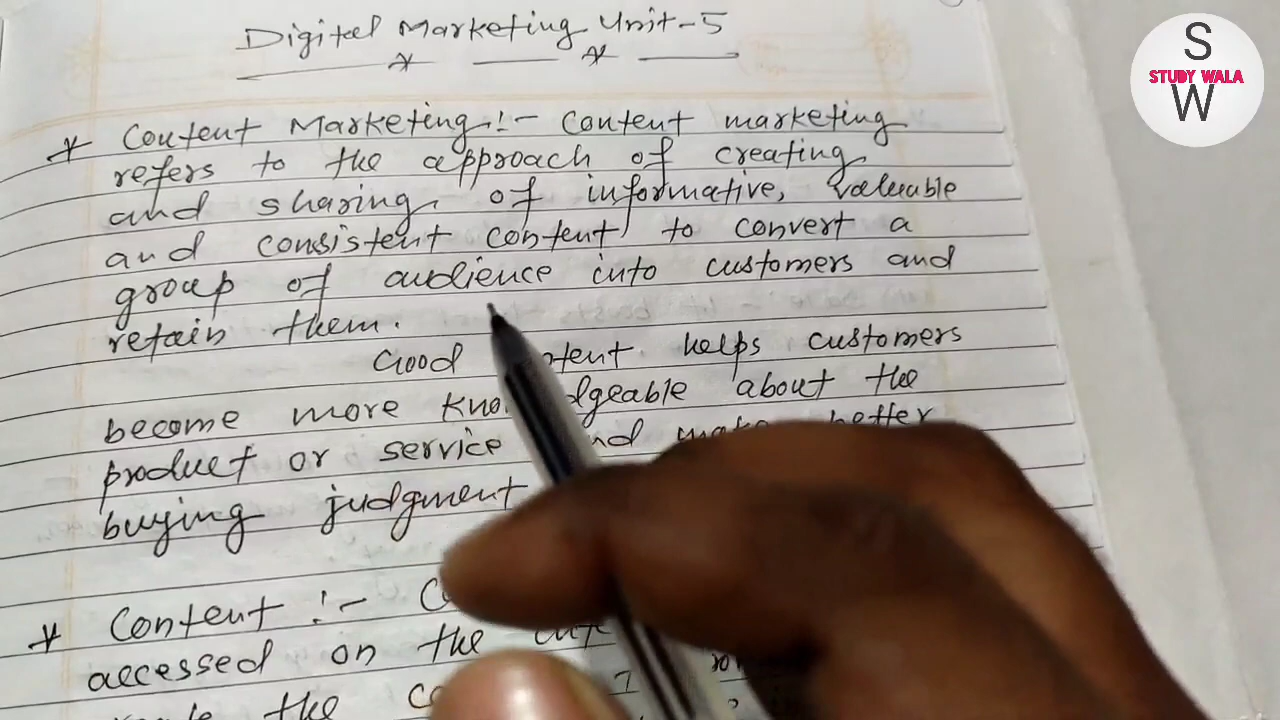 Digital Marketing Unit-5
S
STUDY WALA
W
* Content Marketing :- Content marketing
refers to the approach of creating
and sharing of informative, valuable
and consistent content to convert a
group of audience into customers and
retain them.
Good helps customers
become more about the
product or service better
buying judgment
* Content :-
accessed on the
the